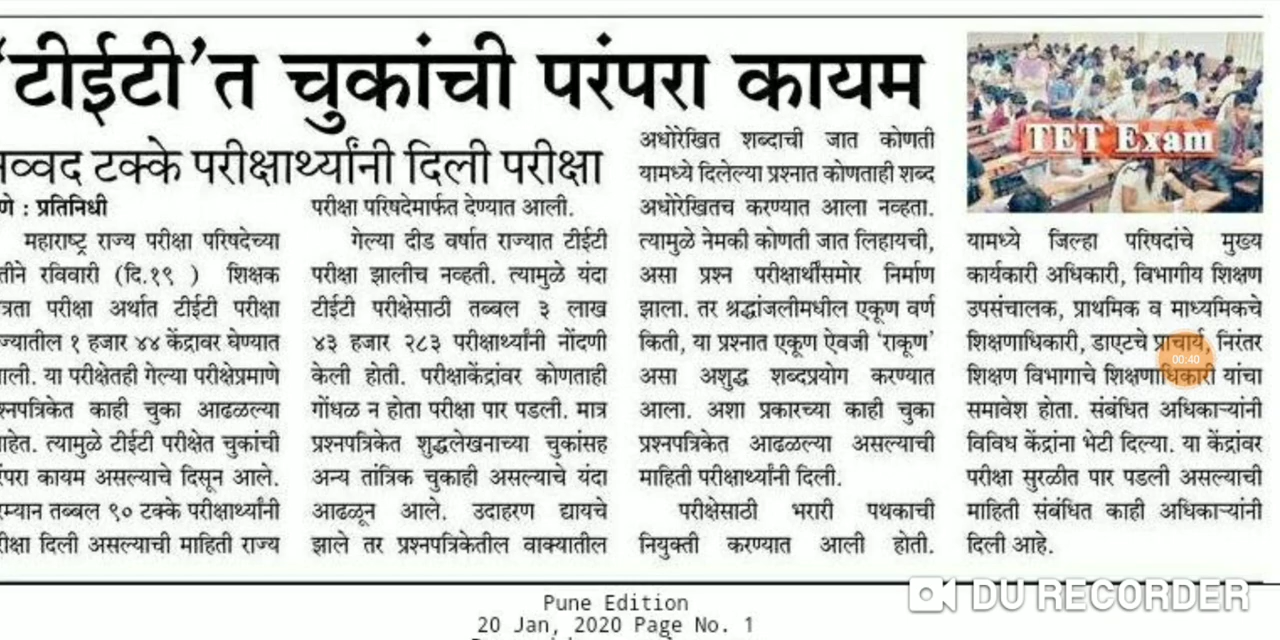 'टीईटी'त चुकांची परंपरा कायम
टक्के परीक्षार्थ्यांनी दिली परीक्षा
: प्रतिनिधी
महाराष्ट्र राज्य परीक्षा परिषदेच्या
रविवारी (दि.१९ ) शिक्षक
परीक्षा अर्थात टीईटी परीक्षा
१ हजार ४४ केंद्रावर घेण्यात
या परीक्षेतही गेल्या परीक्षेप्रमाणे
काही चुका आढळल्या
त्यामुळे टीईटी परीक्षेत चुकांची
कायम असल्याचे दिसून आले.
तब्बल ९० टक्के परीक्षार्थ्यांनी
दिली असल्याची माहिती राज्य
परीक्षा परिषदेमार्फत देण्यात आली.
गेल्या दीड वर्षात राज्यात टीईटी
परीक्षा झालीच नव्हती. त्यामुळे यंदा
टीईटी परीक्षेसाठी तब्बल ३ लाख
४३ हजार २८३ परीक्षार्थ्यांनी नोंदणी
केली होती. परीक्षाकेंद्रावर कोणताही
गोंधळ न होता परीक्षा पार पडली. मात्र
प्रश्नपत्रिकेत शुद्धलेखनाच्या चुकांसह
अन्य तांत्रिक चुकाही असल्याचे यंदा
आढळून आले. उदाहरण द्यायचे
झाले तर प्रश्नपत्रिकेतील वाक्यातील
अधोरेखित शब्दाची जात कोणती
यामध्ये दिलेल्या प्रश्नात कोणताही शब्द
अधोरेखितच करण्यात आला नव्हता.
त्यामुळे नेमकी कोणती जात लिहायची,
असा प्रश्न परीक्षार्थींसमोर निर्माण
झाला. तर श्रद्धांजलीमधील एकूण वर्ण
किती, या प्रश्नात एकूण ऐवजी 'राकूण'
असा अशुद्ध शब्दप्रयोग करण्यात
आला. अशा प्रकारच्या काही चुका
प्रश्नपत्रिकेत आढळल्या असल्याची
माहिती परीक्षार्थ्यांनी दिली.
परीक्षेसाठी भरारी पथकाची
नियुक्ती करण्यात आली होती.
TET Exam
यामध्ये जिल्हा परिषदांचे मुख्य
कार्यकारी अधिकारी, विभागीय शिक्षण
उपसंचालक, प्राथमिक व माध्यमिकचे
शिक्षणाधिकारी, डाएटचे प्राचार्य, निरंतर
शिक्षण विभागाचे शिक्षणाधिकारी यांचा
समावेश होता. संबंधित अधिकाऱ्यांनी
विविध केंद्रांना भेटी दिल्या. या केंद्रांवर
परीक्षा सुरळीत पार पडली असल्याची
माहिती संबंधित काही अधिकाऱ्यांनी
दिली आहे.
00:40
DU RECORDER
Pune Edition
20 Jan, 2020 Page No. 1